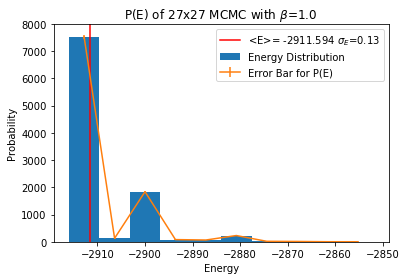 P(E) of 27x27 MCMC with β=1.0
<E>= -2911.594 σE=0.13
Energy Distribution
Error Bar for P(E)
Probability
8000
7000
6000
5000
4000
3000
2000
1000
0
−2910 −2900 −2890 −2880 −2870 −2860 −2850
Energy